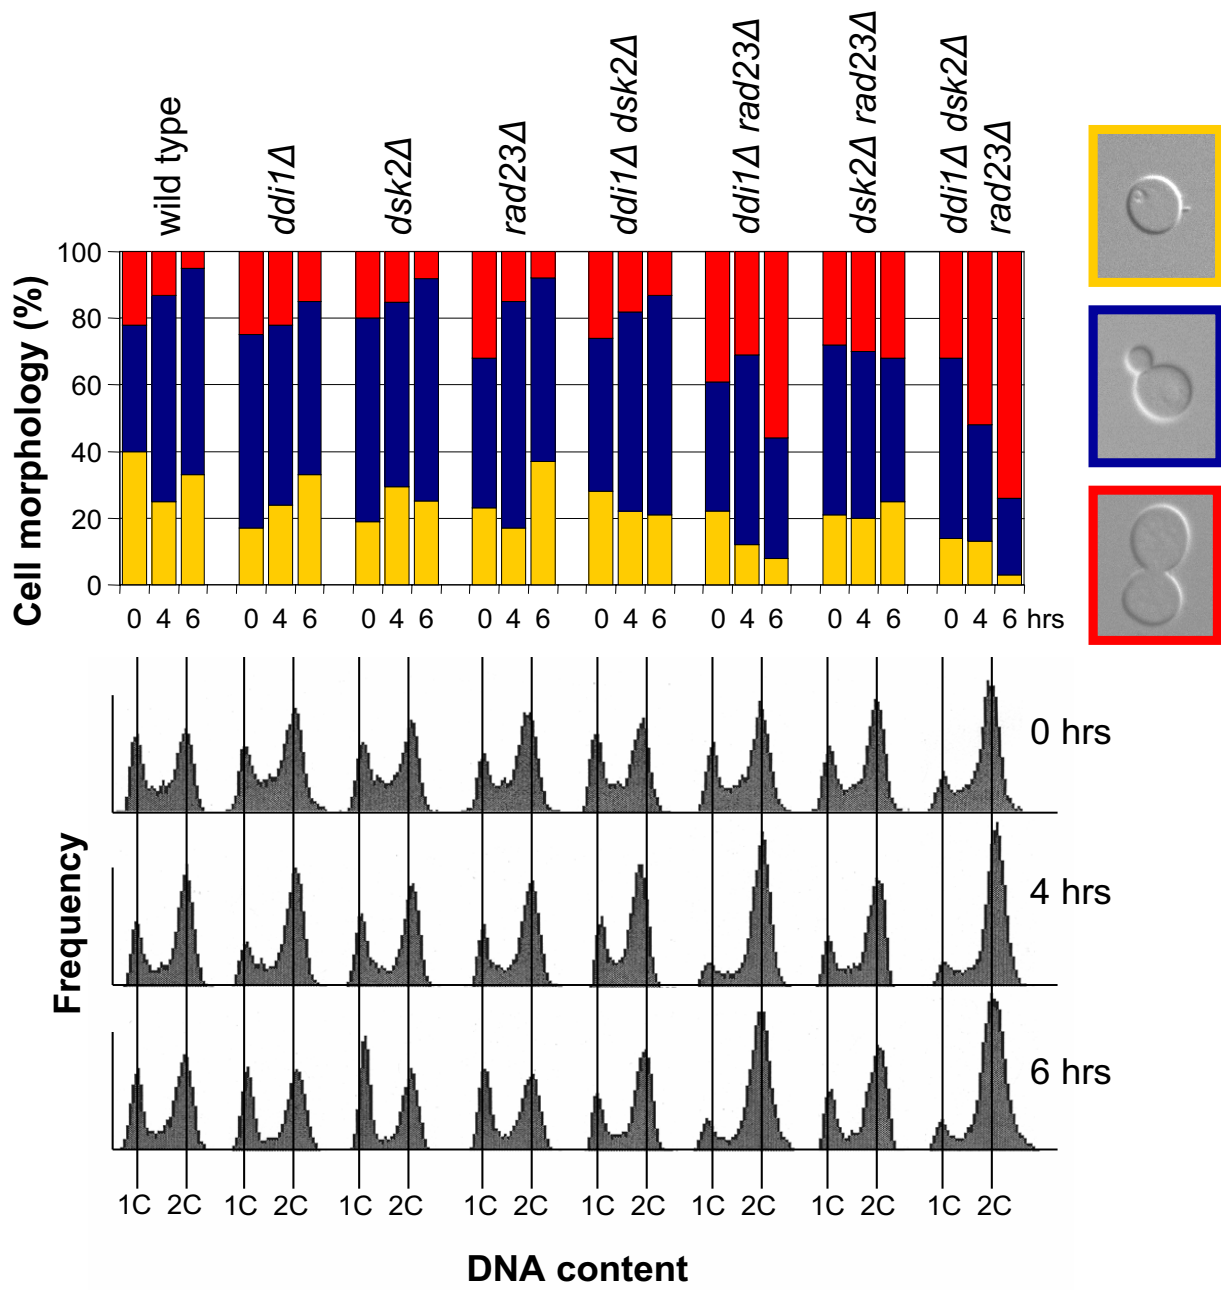 wild type
ddi1Δ
dsk2Δ
rad23Δ
ddi1Δ dsk2Δ
ddi1Δ rad23Δ
dsk2Δ rad23Δ
ddi1Δ dsk2Δ
rad23Δ
Cell morphology (%)
100
80
60
40
20
0
0 4 6 0 4 6 0 4 6 0 4 6 0 4 6 0 4 6 0 4 6 0 4 6 hrs
0 hrs
4 hrs
6 hrs
Frequency
1C 2C 1C 2C 1C 2C 1C 2C 1C 2C 1C 2C 1C 2C 1C 2C
DNA content